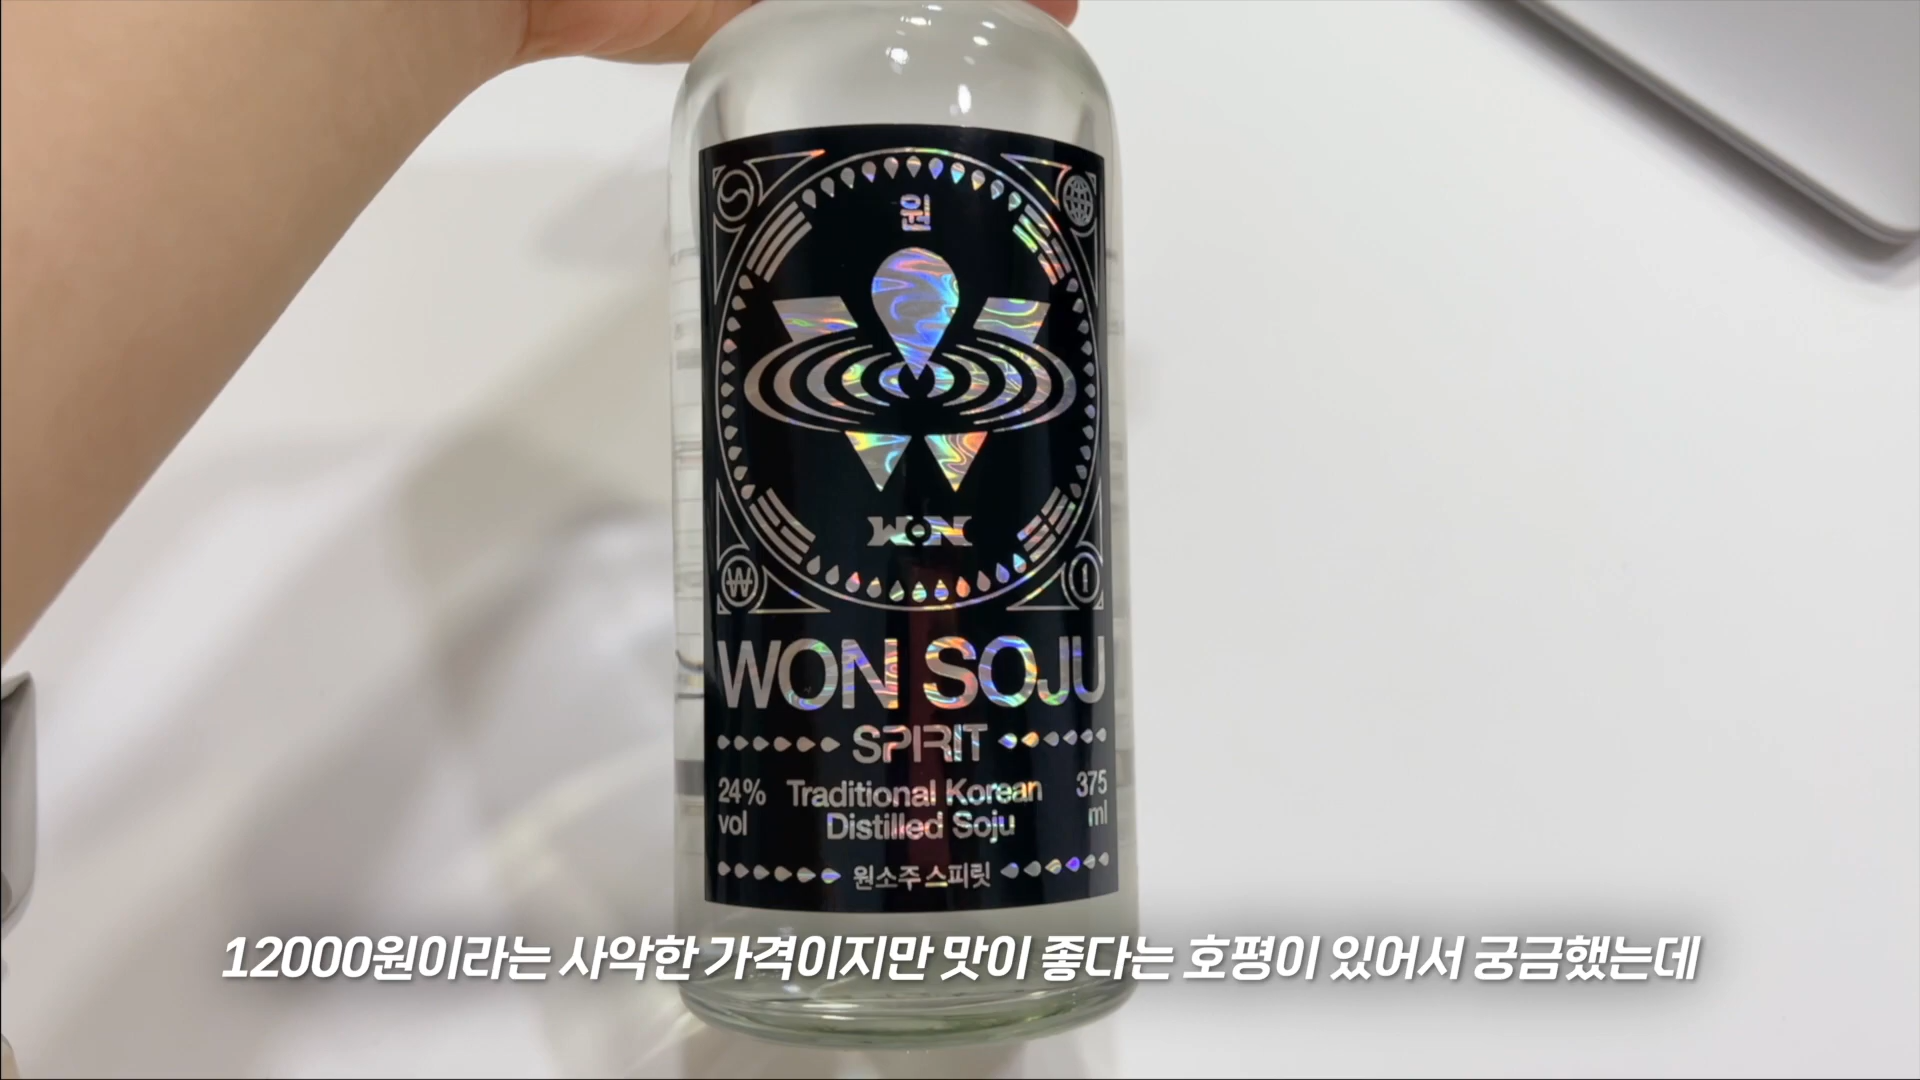 원
WON
WON SOJU
SPIRIT
24% vol
Traditional Korean
Distilled Soju
375 ml
원소주 스피릿
12000원이라는 사악한 가격이지만 맛이 좋다는 호평이 있어서 궁금했는데